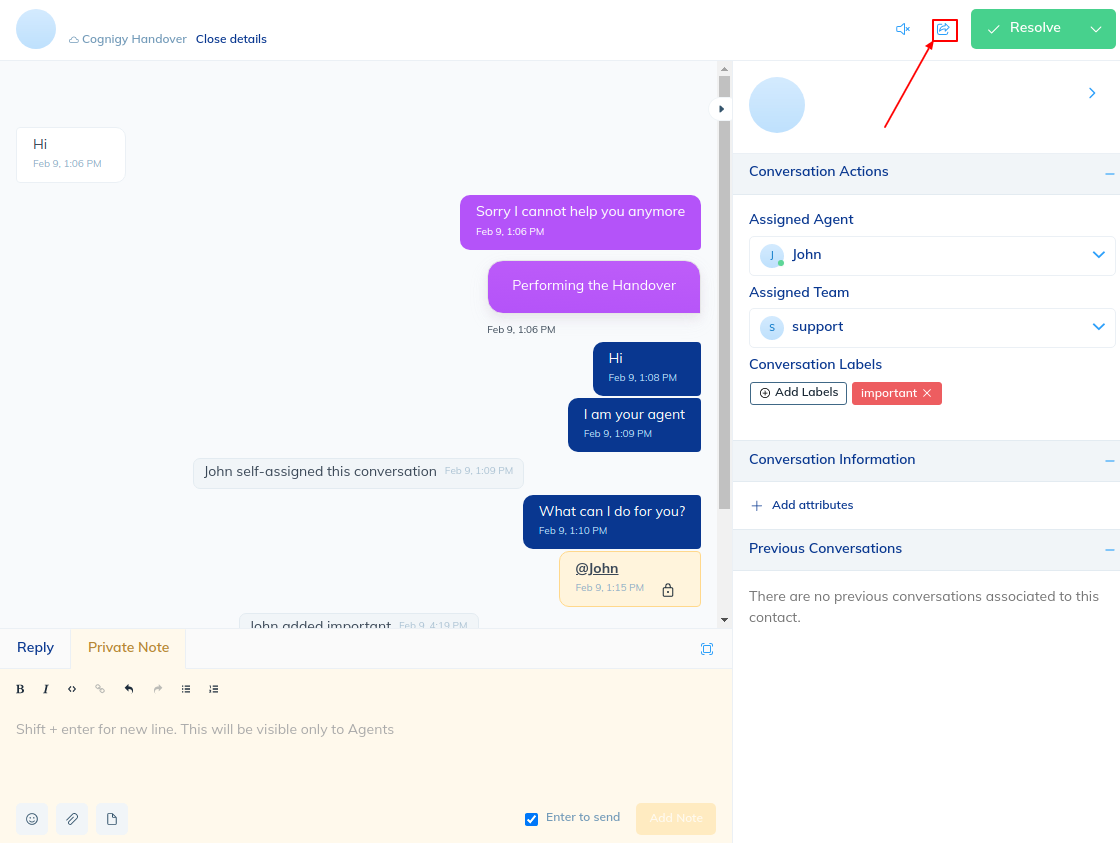 Cognigy Handover Close details
Resolve
Hi
Feb 9, 1:06 PM
Sorry I cannot help you anymore
Feb 9, 1:06 PM
Performing the Handover
Feb 9, 1:06 PM
Hi
Feb 9, 1:08 PM
I am your agent
Feb 9, 1:09 PM
John self-assigned this conversation Feb 9, 1:09 PM
What can I do for you?
Feb 9, 1:10 PM
@John
Feb 9, 1:15 PM
John added important Feb 9, 4:19 PM
Reply Private Note
B I
Shift + enter for new line. This will be visible only to Agents
Enter to send Add Note
Conversation Actions
Assigned Agent
J John
Assigned Team
S support
Conversation Labels
Add Labels important
Conversation Information
Add attributes
Previous Conversations
There are no previous conversations associated to this
contact.